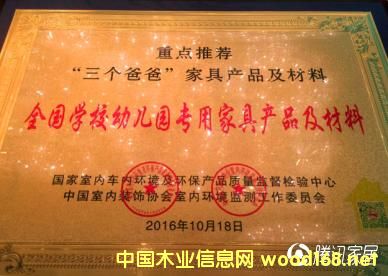 重点推荐
“三个爸爸”家具产品及材料
全国学校幼儿园专用家具产品及材料
国家室内车内环境及环保产品质量监督检验中心
中国室内装饰协会室内环境监测工作委员会
2016年10月18日
中国木业信息网 wood168.net
腾讯家居